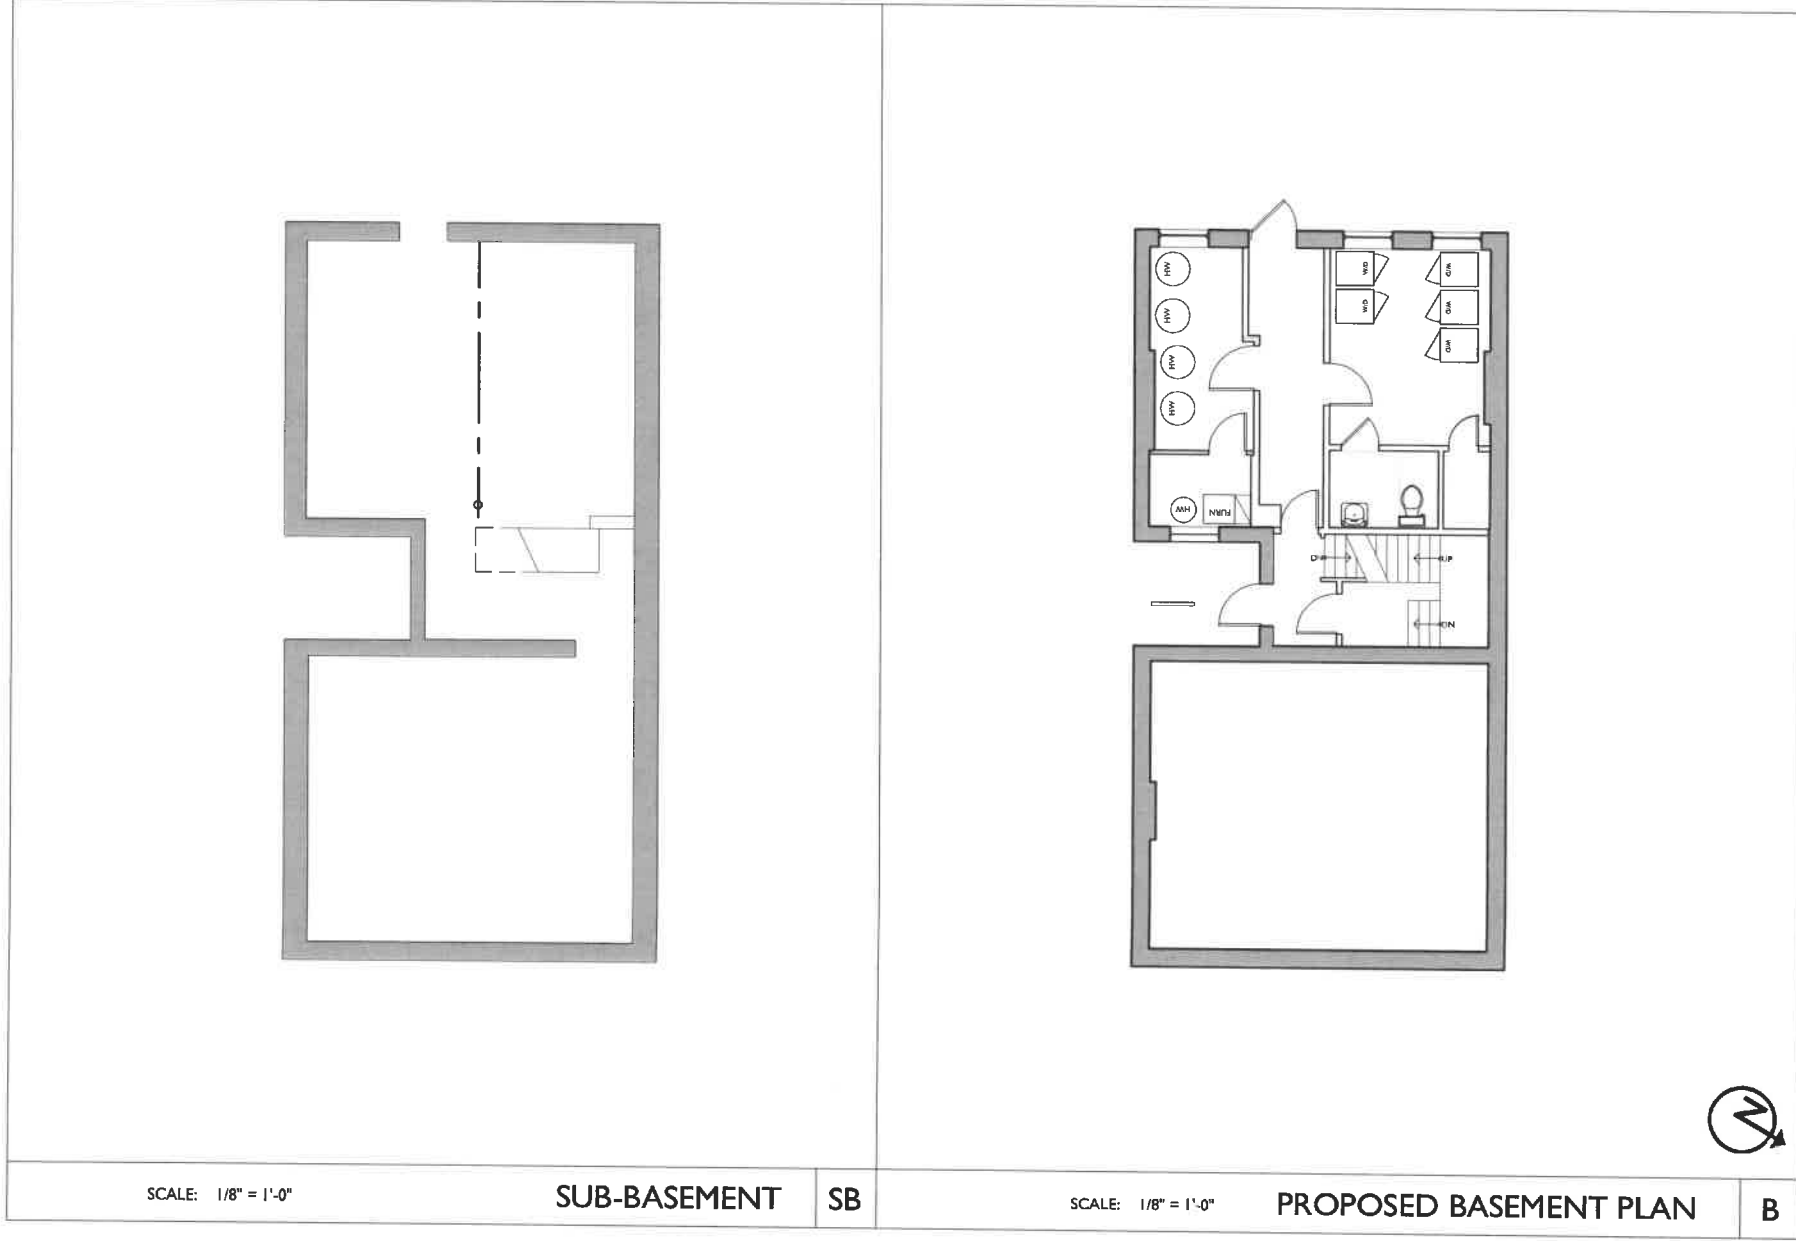 HW
HW
HW
HW
W/D
W/D
W/D
W/D
W/D
HW
FURN
DN
UP
DN
N
SCALE: 1/8" = 1'-0"
SUB-BASEMENT
SB
SCALE: 1/8" = 1'-0"
PROPOSED BASEMENT PLAN
B